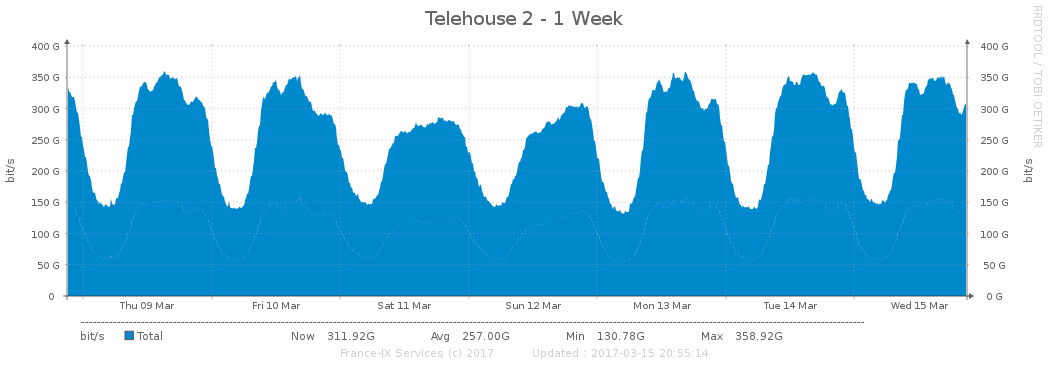 Telehouse 2 - 1 Week
RRDTOOL / TOBI OETIKER
bit/s
400 G
350 G
300 G
250 G
200 G
150 G
100 G
50 G
0
400 G
350 G
300 G
250 G
200 G
150 G
100 G
50 G
0 G
bit/s
Thu 09 Mar Fri 10 Mar Sat 11 Mar Sun 12 Mar Mon 13 Mar Tue 14 Mar Wed 15 Mar
bit/s Total Now 311.92G Avg 257.00G Min 130.78G Max 358.92G
France-IX Services (c) 2017 Updated : 2017-03-15 20:55:14